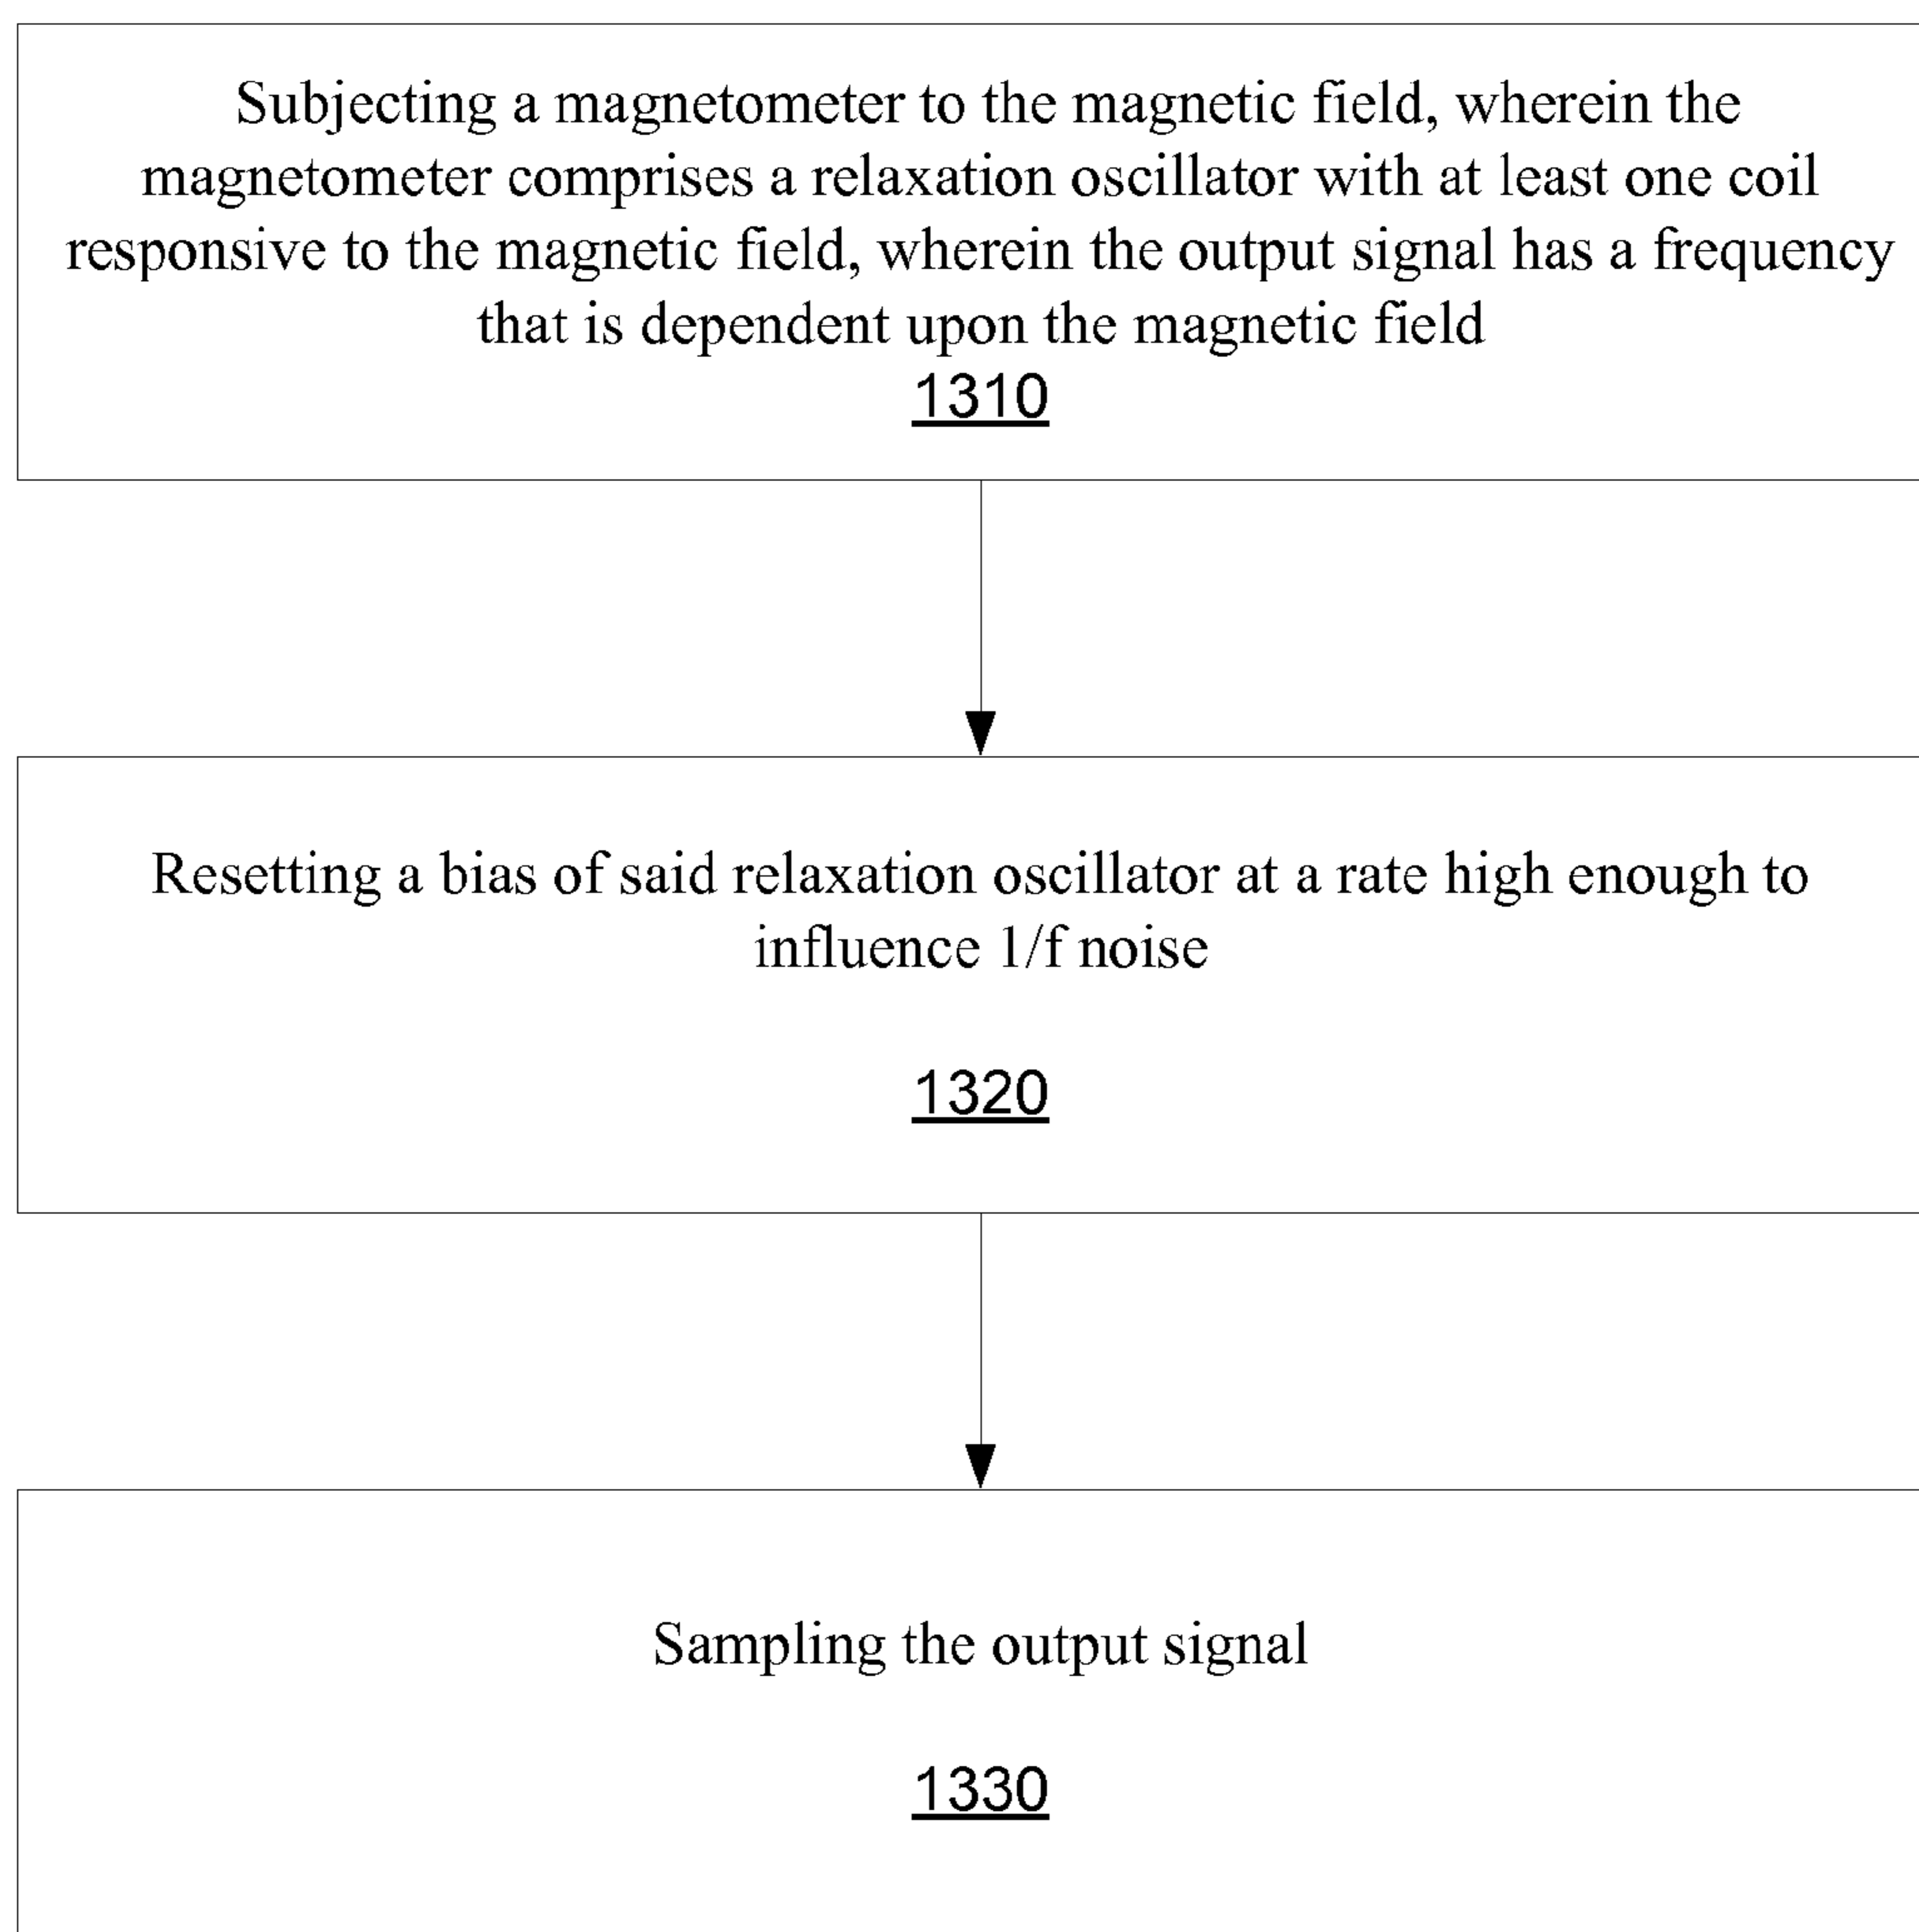 Subjecting a magnetometer to the magnetic field, wherein the
magnetometer comprises a relaxation oscillator with at least one coil
responsive to the magnetic field, wherein the output signal has a frequency
that is dependent upon the magnetic field
1310
Resetting a bias of said relaxation oscillator at a rate high enough to
influence 1/f noise
1320
Sampling the output signal
1330